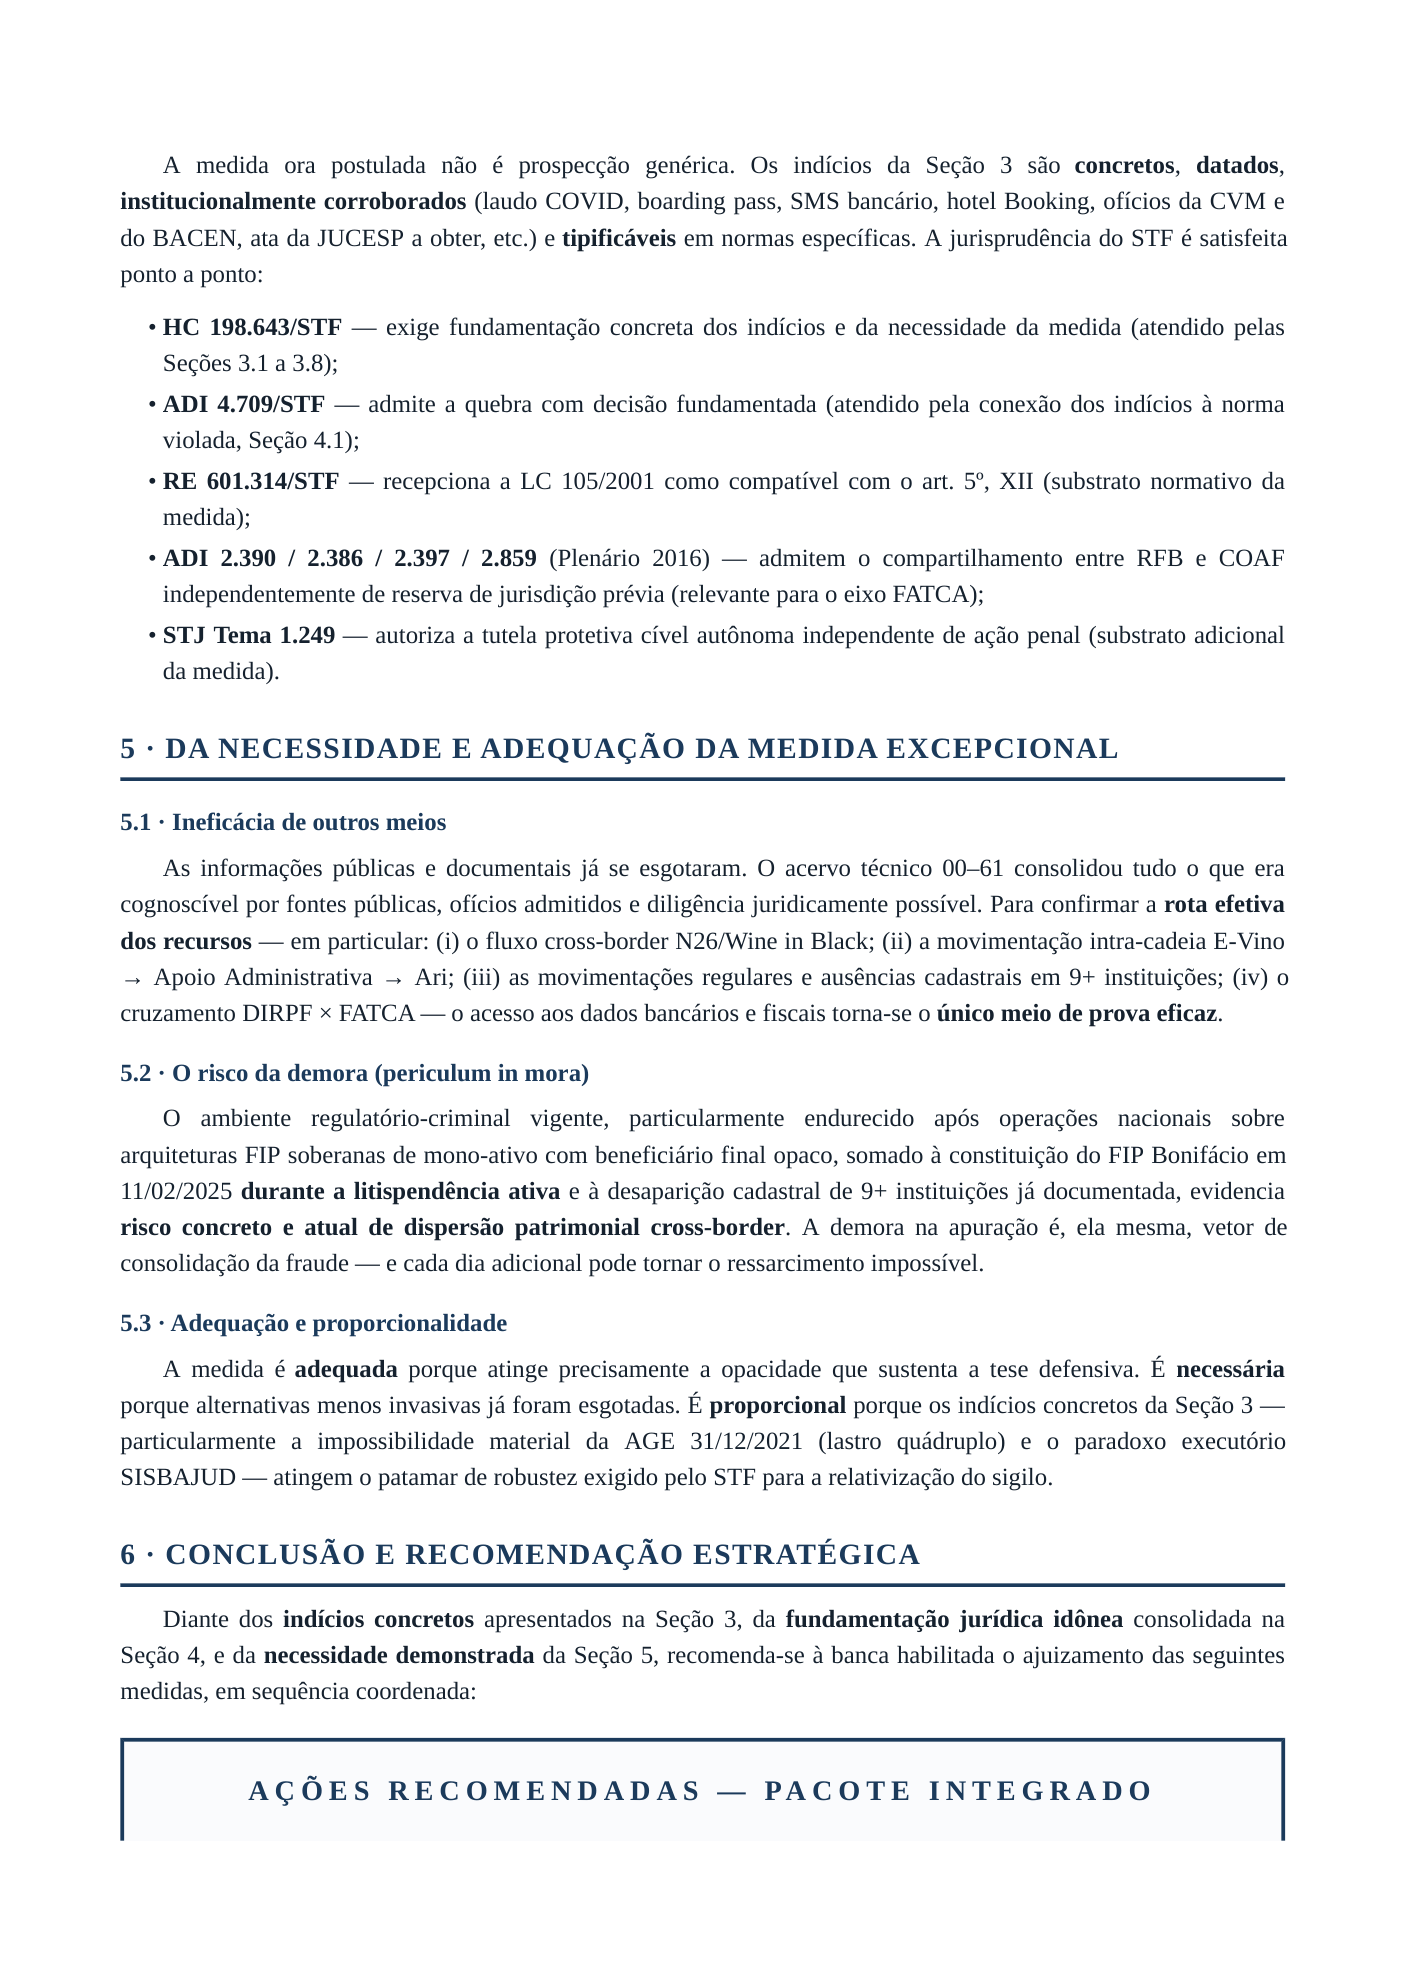 A medida ora postulada não é prospecção genérica. Os indícios da Seção 3 são concretos, datados,
institucionalmente corroborados (laudo COVID, boarding pass, SMS bancário, hotel Booking, ofícios da CVM e
do BACEN, ata da JUCESP a obter, etc.) e tipificáveis em normas específicas. A jurisprudência do STF é satisfeita
ponto a ponto:
• HC 198.643/STF — exige fundamentação concreta dos indícios e da necessidade da medida (atendido pelas
Seções 3.1 a 3.8);
• ADI 4.709/STF — admite a quebra com decisão fundamentada (atendido pela conexão dos indícios à norma
violada, Seção 4.1);
• RE 601.314/STF — recepciona a LC 105/2001 como compatível com o art. 5º, XII (substrato normativo da
medida);
• ADI 2.390 / 2.386 / 2.397 / 2.859 (Plenário 2016) — admitem o compartilhamento entre RFB e COAF
independentemente de reserva de jurisdição prévia (relevante para o eixo FATCA);
• STJ Tema 1.249 — autoriza a tutela protetiva cível autônoma independente de ação penal (substrato adicional
da medida).
5 · DA NECESSIDADE E ADEQUAÇÃO DA MEDIDA EXCEPCIONAL
5.1 · Ineficácia de outros meios
As informações públicas e documentais já se esgotaram. O acervo técnico 00–61 consolidou tudo o que era
cognoscível por fontes públicas, ofícios admitidos e diligência juridicamente possível. Para confirmar a rota efetiva
dos recursos — em particular: (i) o fluxo cross-border N26/Wine in Black; (ii) a movimentação intra-cadeia E-Vino
→ Apoio Administrativa → Ari; (iii) as movimentações regulares e ausências cadastrais em 9+ instituições; (iv) o
cruzamento DIRPF × FATCA — o acesso aos dados bancários e fiscais torna-se o único meio de prova eficaz.
5.2 · O risco da demora (periculum in mora)
O ambiente regulatório-criminal vigente, particularmente endurecido após operações nacionais sobre
arquiteturas FIP soberanas de mono-ativo com beneficiário final opaco, somado à constituição do FIP Bonifácio em
11/02/2025 durante a litispendência ativa e à desaparição cadastral de 9+ instituições já documentada, evidencia
risco concreto e atual de dispersão patrimonial cross-border. A demora na apuração é, ela mesma, vetor de
consolidação da fraude — e cada dia adicional pode tornar o ressarcimento impossível.
5.3 · Adequação e proporcionalidade
A medida é adequada porque atinge precisamente a opacidade que sustenta a tese defensiva. É necessária
porque alternativas menos invasivas já foram esgotadas. É proporcional porque os indícios concretos da Seção 3 —
particularmente a impossibilidade material da AGE 31/12/2021 (lastro quádruplo) e o paradoxo executório
SISBAJUD — atingem o patamar de robustez exigido pelo STF para a relativização do sigilo.
6 · CONCLUSÃO E RECOMENDAÇÃO ESTRATÉGICA
Diante dos indícios concretos apresentados na Seção 3, da fundamentação jurídica idônea consolidada na
Seção 4, e da necessidade demonstrada da Seção 5, recomenda-se à banca habilitada o ajuizamento das seguintes
medidas, em sequência coordenada:
AÇÕES RECOMENDADAS — PACOTE INTEGRADO